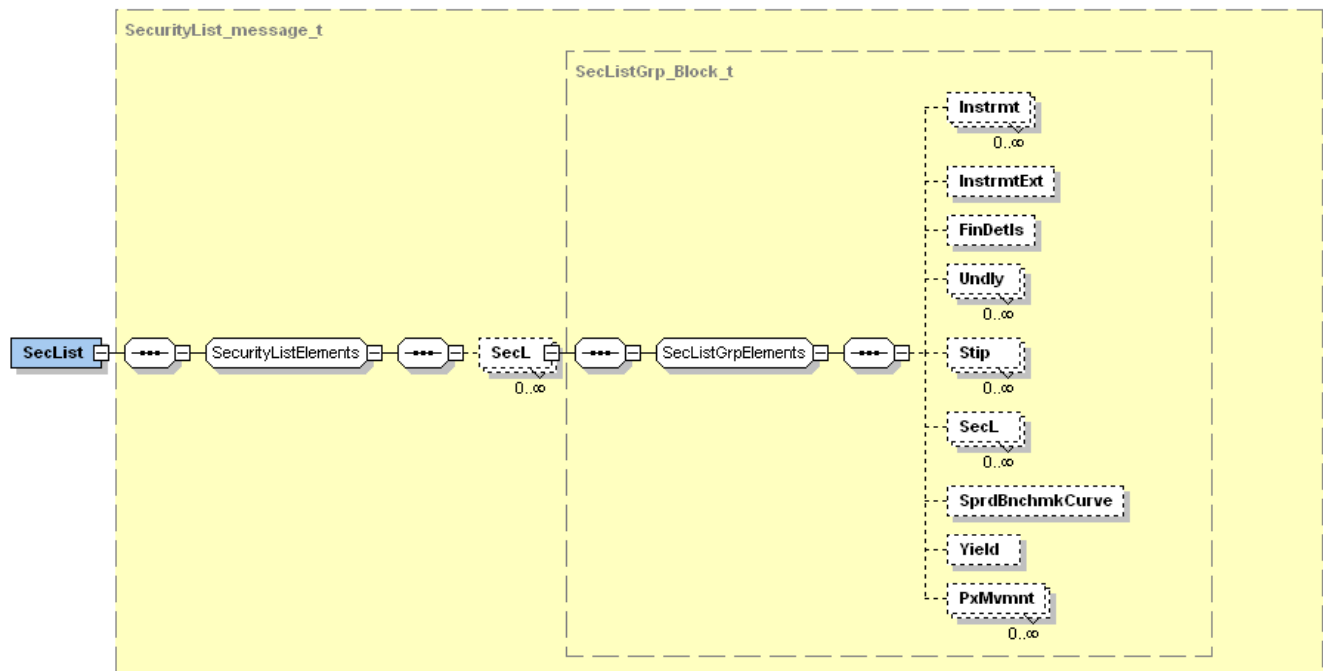 SecurityList_message_t
SecListGrp_Block_t
Instrmt
0..∞
InstrmtExt
FinDetls
Undly
0..∞
SecList
SecurityListElements
SecL
0..∞
SecListGrpElements
Stip
0..∞
SecL
0..∞
SprdBnchmkCurve
Yield
PxMvmnt
0..∞